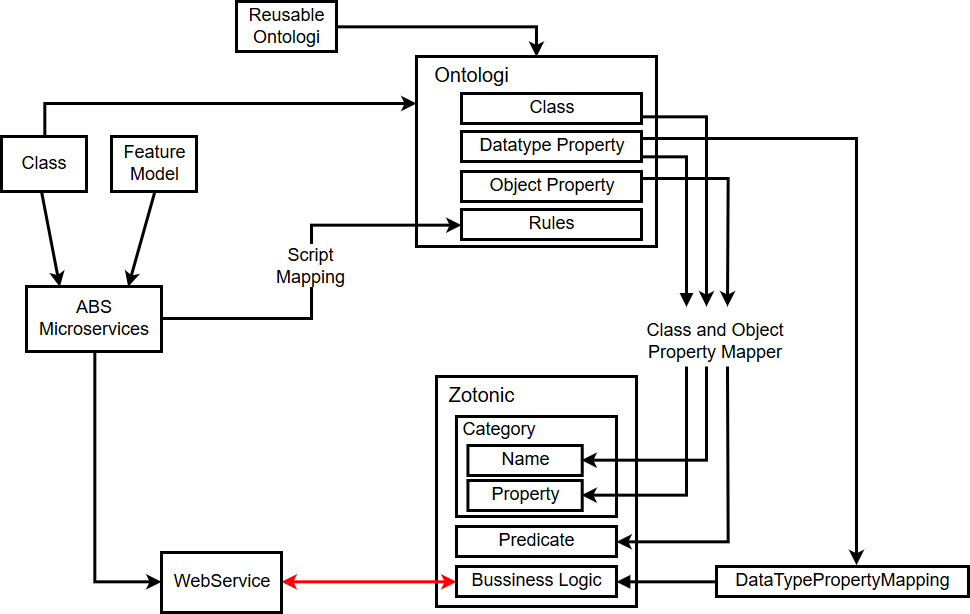 Reusable
Ontologi
Ontologi
Class
Datatype Property
Object Property
Rules
Class
Feature
Model
Script
Mapping
ABS
Microservices
Class and Object
Property Mapper
Zotonic
Category
Name
Property
Predicate
Bussiness Logic
WebService
DataTypePropertyMapping